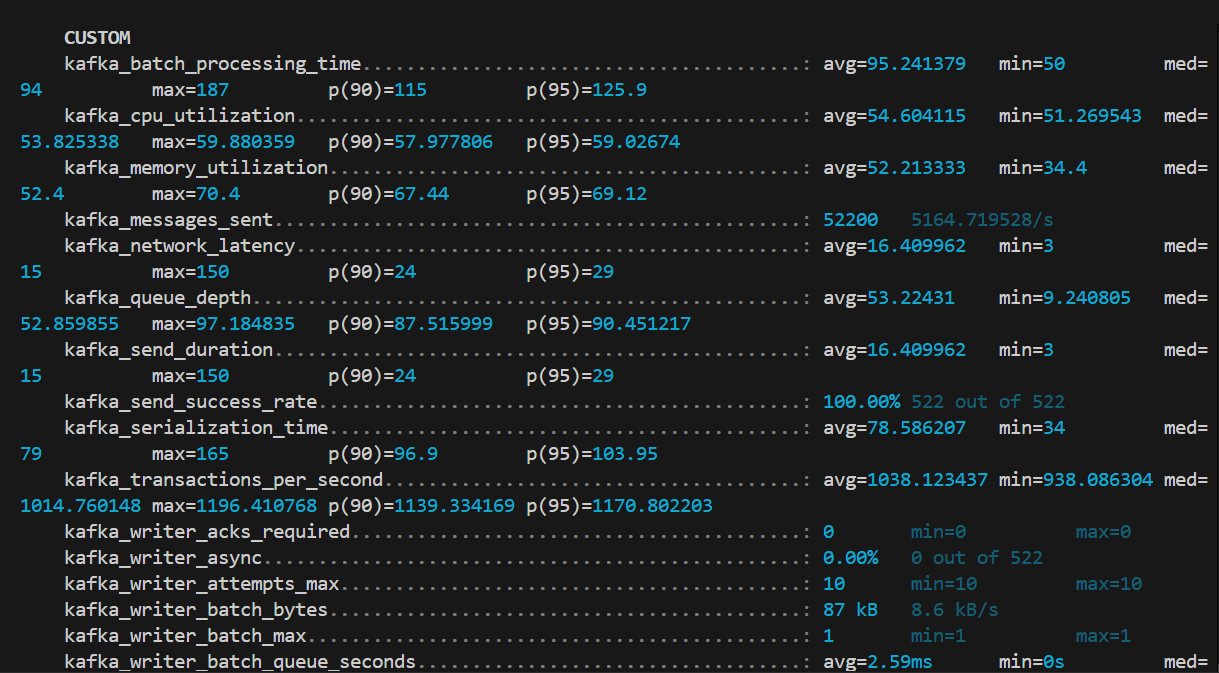 CUSTOM
kafka_batch_processing_time........................................: avg=95.241379   min=50         med=
94          max=187         p(90)=115         p(95)=125.9
kafka_cpu_utilization..............................................: avg=54.604115   min=51.269543  med=
53.825338   max=59.880359   p(90)=57.977806   p(95)=59.02674
kafka_memory_utilization...........................................: avg=52.213333   min=34.4       med=
52.4        max=70.4        p(90)=67.44       p(95)=69.12
kafka_messages_sent................................................: 52200   5164.719528/s
kafka_network_latency..............................................: avg=16.409962   min=3          med=
15          max=150         p(90)=24          p(95)=29
kafka_queue_depth..................................................: avg=53.22431    min=9.240805   med=
52.859855   max=97.184835   p(90)=87.515999   p(95)=90.451217
kafka_send_duration................................................: avg=16.409962   min=3          med=
15          max=150         p(90)=24          p(95)=29
kafka_send_success_rate............................................: 100.00% 522 out of 522
kafka_serialization_time...........................................: avg=78.586207   min=34         med=
79          max=165         p(90)=96.9        p(95)=103.95
kafka_transactions_per_second......................................: avg=1038.123437 min=938.086304 med=
1014.760148 max=1196.410768 p(90)=1139.334169 p(95)=1170.802203
kafka_writer_acks_required.........................................: 0       min=0          max=0
kafka_writer_async.................................................: 0.00%   0 out of 522
kafka_writer_attempts_max..........................................: 10      min=10         max=10
kafka_writer_batch_bytes...........................................: 87 kB   8.6 kB/s
kafka_writer_batch_max.............................................: 1       min=1          max=1
kafka_writer_batch_queue_seconds...................................: avg=2.59ms      min=0s         med=